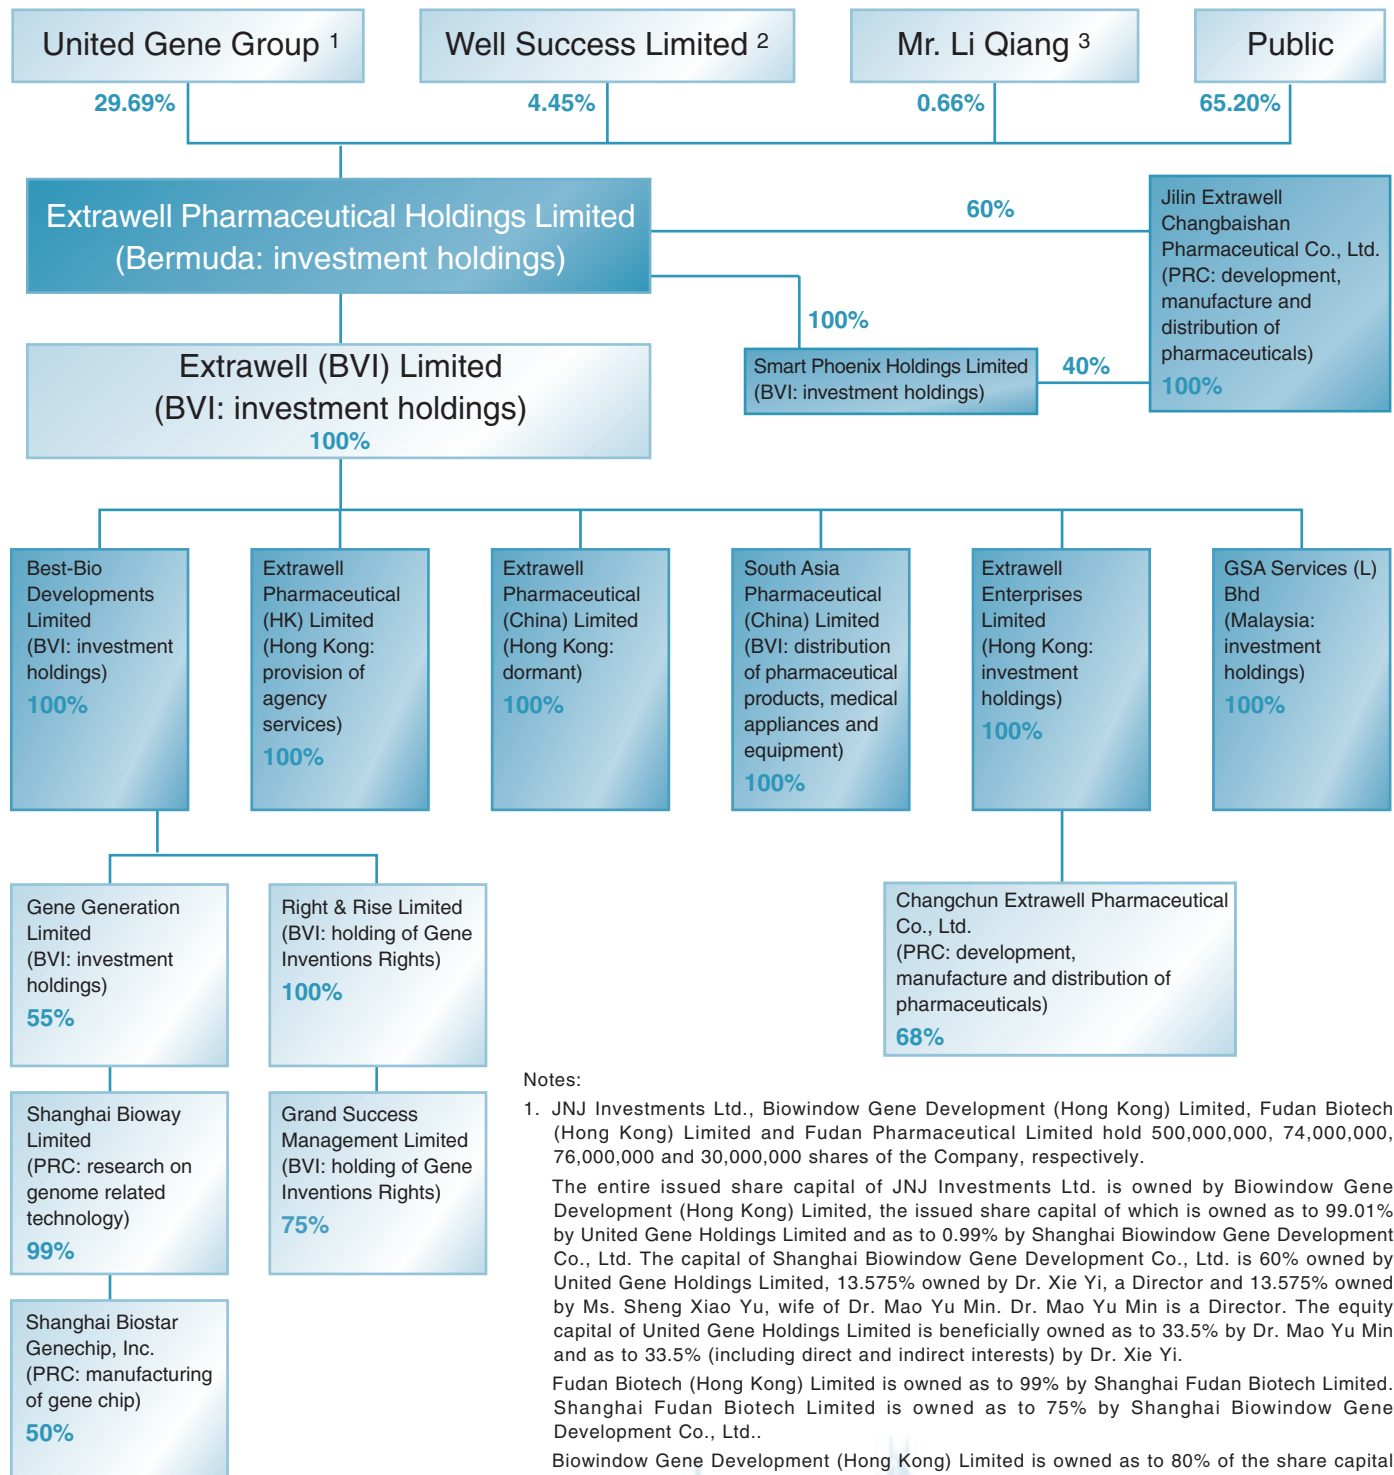 United Gene Group 1
Well Success Limited 2
Mr. Li Qiang 3
Public
29.69%
4.45%
0.66%
65.20%
Extrawell Pharmaceutical Holdings Limited
(Bermuda: investment holdings)
60%
Jilin Extrawell
Changbaishan
Pharmaceutical Co., Ltd.
(PRC: development,
manufacture and
distribution of
pharmaceuticals)
100%
100%
Smart Phoenix Holdings Limited
(BVI: investment holdings)
40%
Extrawell (BVI) Limited
(BVI: investment holdings)
100%
Best-Bio
Developments
Limited
(BVI: investment
holdings)
100%
Extrawell
Pharmaceutical
(HK) Limited
(Hong Kong:
provision of
agency
services)
100%
Extrawell
Pharmaceutical
(China) Limited
(Hong Kong:
dormant)
100%
South Asia
Pharmaceutical
(China) Limited
(BVI: distribution
of pharmaceutical
products, medical
appliances and
equipment)
100%
Extrawell
Enterprises
Limited
(Hong Kong:
investment
holdings)
100%
GSA Services (L)
Bhd
(Malaysia:
investment
holdings)
100%
Gene Generation
Limited
(BVI: investment
holdings)
55%
Right & Rise Limited
(BVI: holding of Gene
Inventions Rights)
100%
Changchun Extrawell Pharmaceutical
Co., Ltd.
(PRC: development,
manufacture and distribution of
pharmaceuticals)
68%
Shanghai Bioway
Limited
(PRC: research on
genome related
technology)
99%
Grand Success
Management Limited
(BVI: holding of Gene
Inventions Rights)
75%
Shanghai Biostar
Genechip, Inc.
(PRC: manufacturing
of gene chip)
50%
Notes:
1. JNJ Investments Ltd., Biowindow Gene Development (Hong Kong) Limited, Fudan Biotech
(Hong Kong) Limited and Fudan Pharmaceutical Limited hold 500,000,000, 74,000,000,
76,000,000 and 30,000,000 shares of the Company, respectively.
The entire issued share capital of JNJ Investments Ltd. is owned by Biowindow Gene
Development (Hong Kong) Limited, the issued share capital of which is owned as to 99.01%
by United Gene Holdings Limited and as to 0.99% by Shanghai Biowindow Gene Development
Co., Ltd. The capital of Shanghai Biowindow Gene Development Co., Ltd. is 60% owned by
United Gene Holdings Limited, 13.575% owned by Dr. Xie Yi, a Director and 13.575% owned
by Ms. Sheng Xiao Yu, wife of Dr. Mao Yu Min. Dr. Mao Yu Min is a Director. The equity
capital of United Gene Holdings Limited is beneficially owned as to 33.5% by Dr. Mao Yu Min
and as to 33.5% (including direct and indirect interests) by Dr. Xie Yi.
Fudan Biotech (Hong Kong) Limited is owned as to 99% by Shanghai Fudan Biotech Limited.
Shanghai Fudan Biotech Limited is owned as to 75% by Shanghai Biowindow Gene
Development Co., Ltd..
Biowindow Gene Development (Hong Kong) Limited is owned as to 80% of the share capital